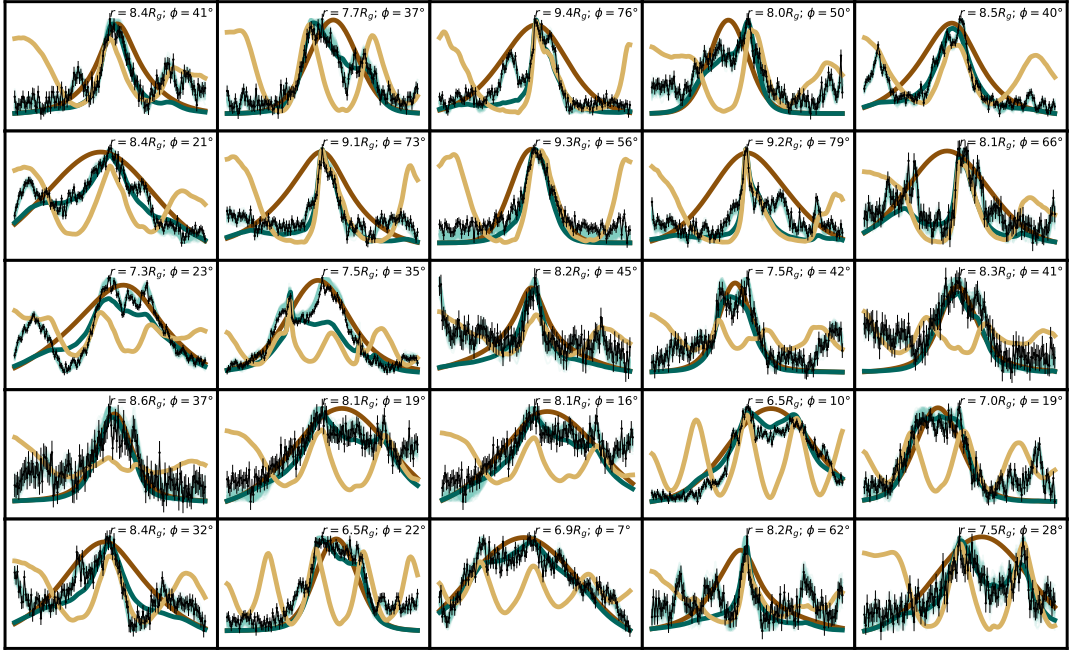 r = 8.4R_g; ϕ = 41°
r = 7.7R_g; ϕ = 37°
r = 9.4R_g; ϕ = 76°
r = 8.0R_g; ϕ = 50°
r = 8.5R_g; ϕ = 40°
r = 8.4R_g; ϕ = 21°
r = 9.1R_g; ϕ = 73°
r = 9.3R_g; ϕ = 56°
r = 9.2R_g; ϕ = 79°
r = 8.1R_g; ϕ = 66°
r = 7.3R_g; ϕ = 23°
r = 7.5R_g; ϕ = 35°
r = 8.2R_g; ϕ = 45°
r = 7.5R_g; ϕ = 42°
r = 8.3R_g; ϕ = 41°
r = 8.6R_g; ϕ = 37°
r = 8.1R_g; ϕ = 19°
r = 8.1R_g; ϕ = 16°
r = 6.5R_g; ϕ = 10°
r = 7.0R_g; ϕ = 19°
r = 8.4R_g; ϕ = 32°
r = 6.5R_g; ϕ = 22°
r = 6.9R_g; ϕ = 7°
r = 8.2R_g; ϕ = 62°
r = 7.5R_g; ϕ = 28°